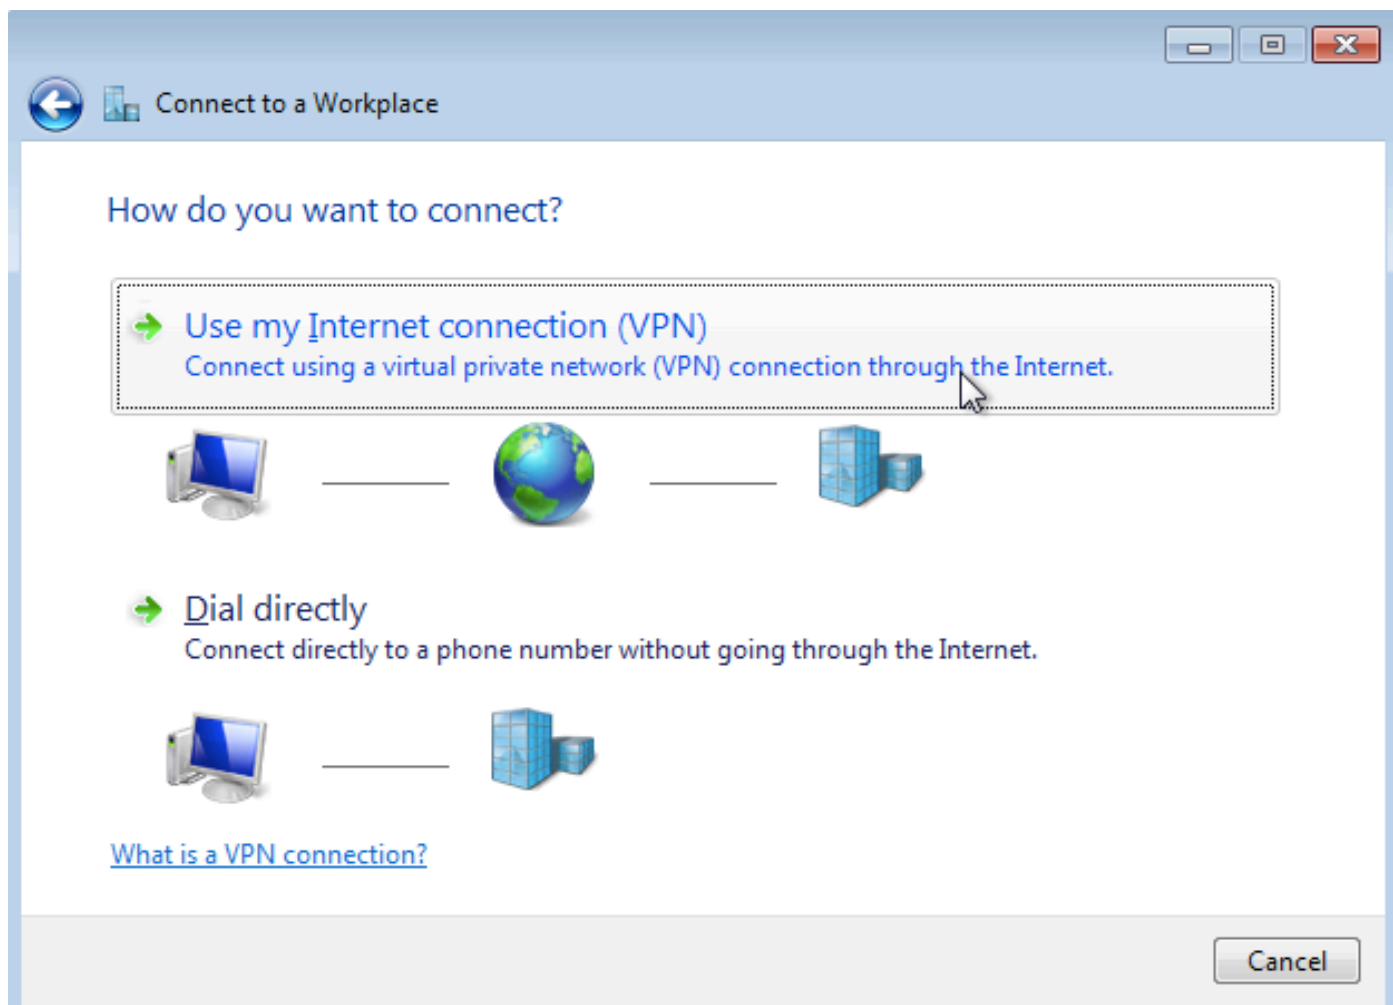 Connect to a Workplace
How do you want to connect?
Use my Internet connection (VPN)
Connect using a virtual private network (VPN) connection through the Internet.
Dial directly
Connect directly to a phone number without going through the Internet.
What is a VPN connection?
Cancel